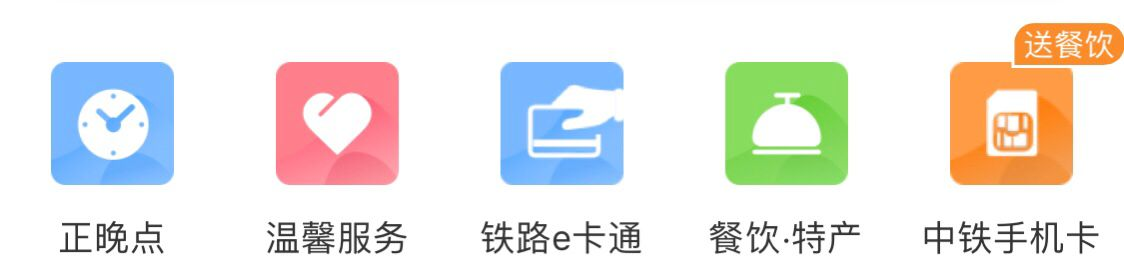 送餐饮
正晚点
温馨服务
铁路e卡通
餐饮·特产
中铁手机卡